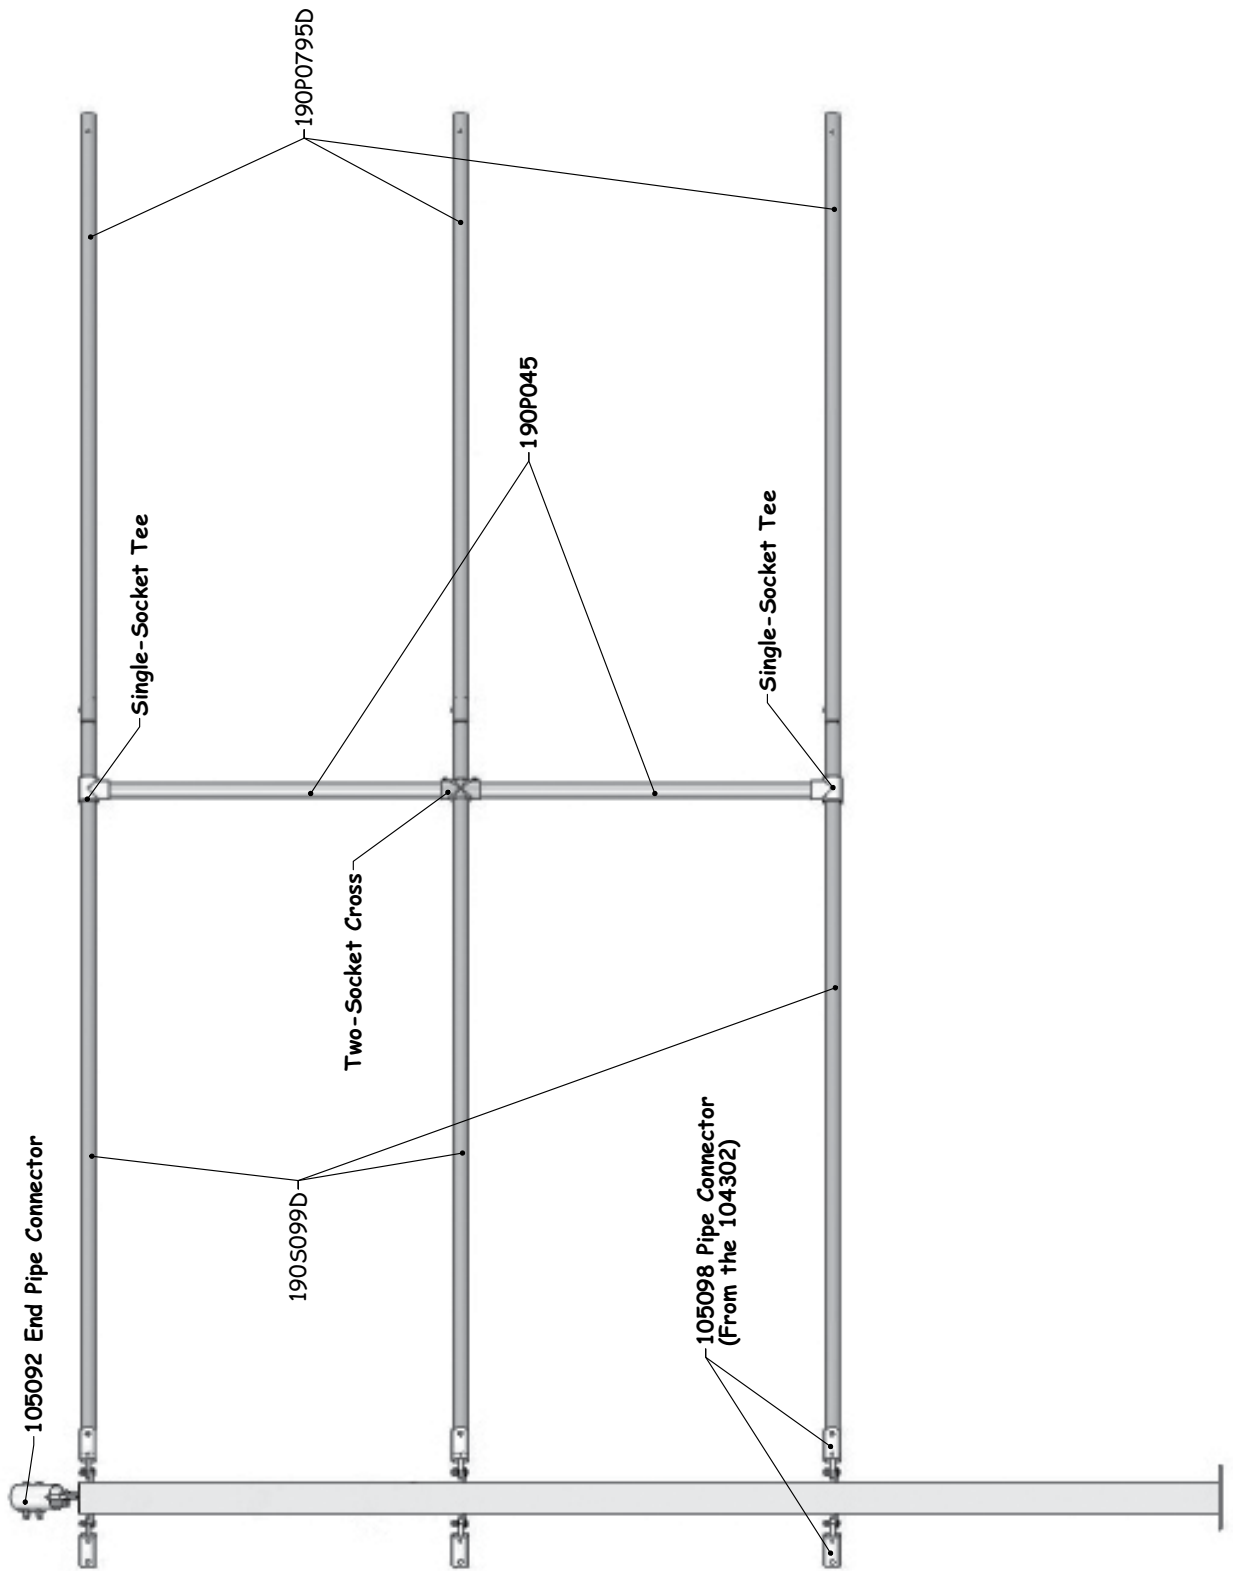 105092 End Pipe Connector
190S099D
105098 Pipe Connector
(From the 104302)
Two-Socket Cross
Single-Socket Tee
Single-Socket Tee
190P045
190P0795D